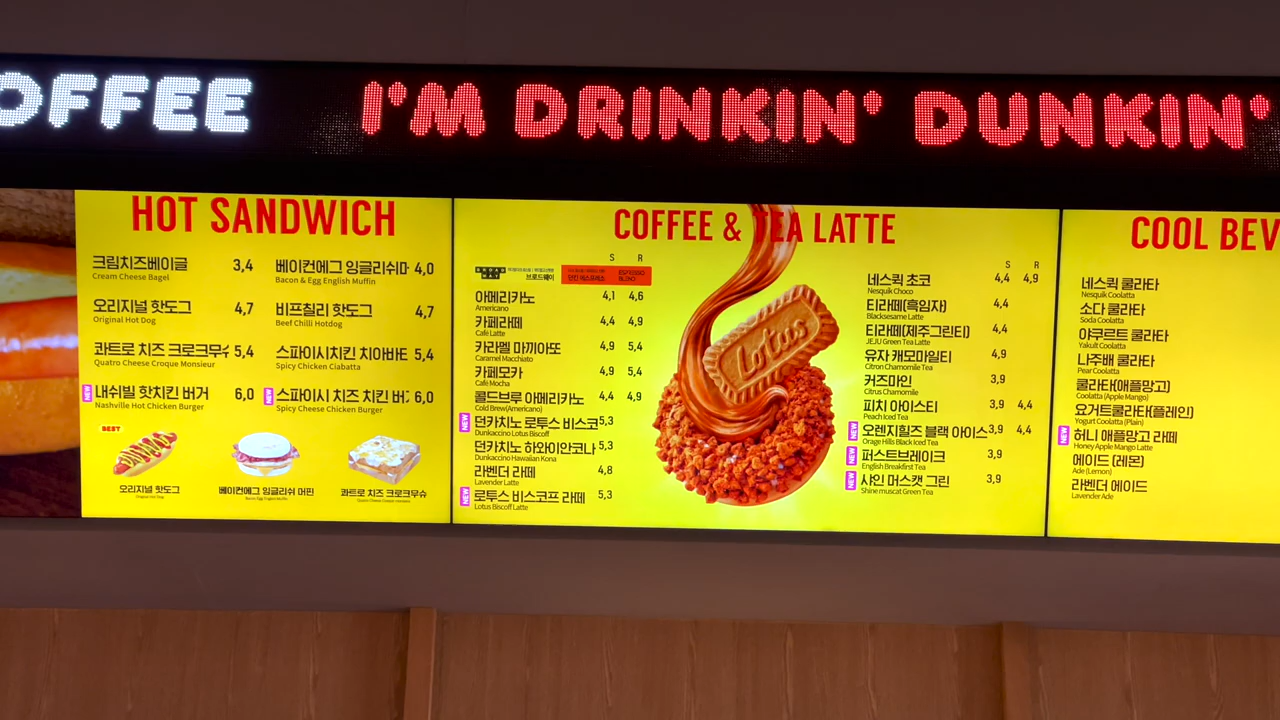 OFFEE
I'M DRINKIN' DUNKIN'
HOT SANDWICH
크림치즈베이글 3,4
Cream Cheese Bagel
오리지널 핫도그 4,7
Original Hot Dog
콰트로 치즈 크로크무슈 5,4
Quatro Cheese Croque Monsieur
NEW 내쉬빌 핫치킨 버거 6,0
Nashville Hot Chicken Burger
베이컨에그 잉글리쉬 4,0
Bacon & Egg English Muffin
비프칠리 핫도그 4,7
Beef Chilli Hotdog
스파이시치킨 치아바 5,4
Spicy Chicken Ciabatta
NEW 스파이시 치즈 치킨 버 6,0
Spicy Cheese Chicken Burger
BEST
오리지널 핫도그
베이컨에그 잉글리쉬 머핀
콰트로 치즈 크로크무슈
COFFEE & TEA LATTE
S R
브로드웨이
던킨 에스프레소
ESPRESSO BLEND
아메리카노 4,1 4,6
Americano
카페라떼 4,4 4,9
Café Latte
카라멜 마끼아또 4,9 5,4
Caramel Macchiato
카페모카 4,9 5,4
Café Mocha
콜드브루 아메리카노 4,4 4,9
Cold Brew(Americano)
NEW 던카치노 로투스 비스코 5,3
Dunkaccino Lotus Biscoff
던카치노 하와이안코나 5,3
Dunkaccino Hawaiian Kona
라벤더 라떼 4,8
Lavender Latte
NEW 로투스 비스코프 라떼 5,3
Lotus Biscoff Latte
Lotus
S R
네스퀵 초코 4,4 4,9
Nesquik Choco
티라떼(흑임자) 4,4
Blacksesame Latte
티라떼(제주그린티) 4,4
JEJU Green Tea Latte
유자 캐모마일티 4,9
Citron Chamomile Tea
커즈마인 3,9
Citrus Chamomile
피치 아이스티 3,9 4,4
Peach Iced Tea
NEW 오렌지힐즈 블랙 아이스 3,9 4,4
Orage Hills Black Iced Tea
NEW 퍼스트브레이크 3,9
English Breakfirst Tea
NEW 샤인 머스캣 그린 3,9
Shine muscat Green Tea
COOL BEV
네스퀵 쿨라타
Nesquik Coolatta
소다 쿨라타
Soda Coolatta
야쿠르트 쿨라타
Yakult Coolatta
나주배 쿨라타
Pear Coolatta
쿨라타(애플망고)
Coolatta (Apple Mango)
요거트쿨라타(플레인)
Yogurt Coolatta (Plain)
NEW 허니 애플망고 라떼
Honey Apple Mango Latte
에이드 (레몬)
Ade (Lemon)
라벤더 에이드
Lavender Ade